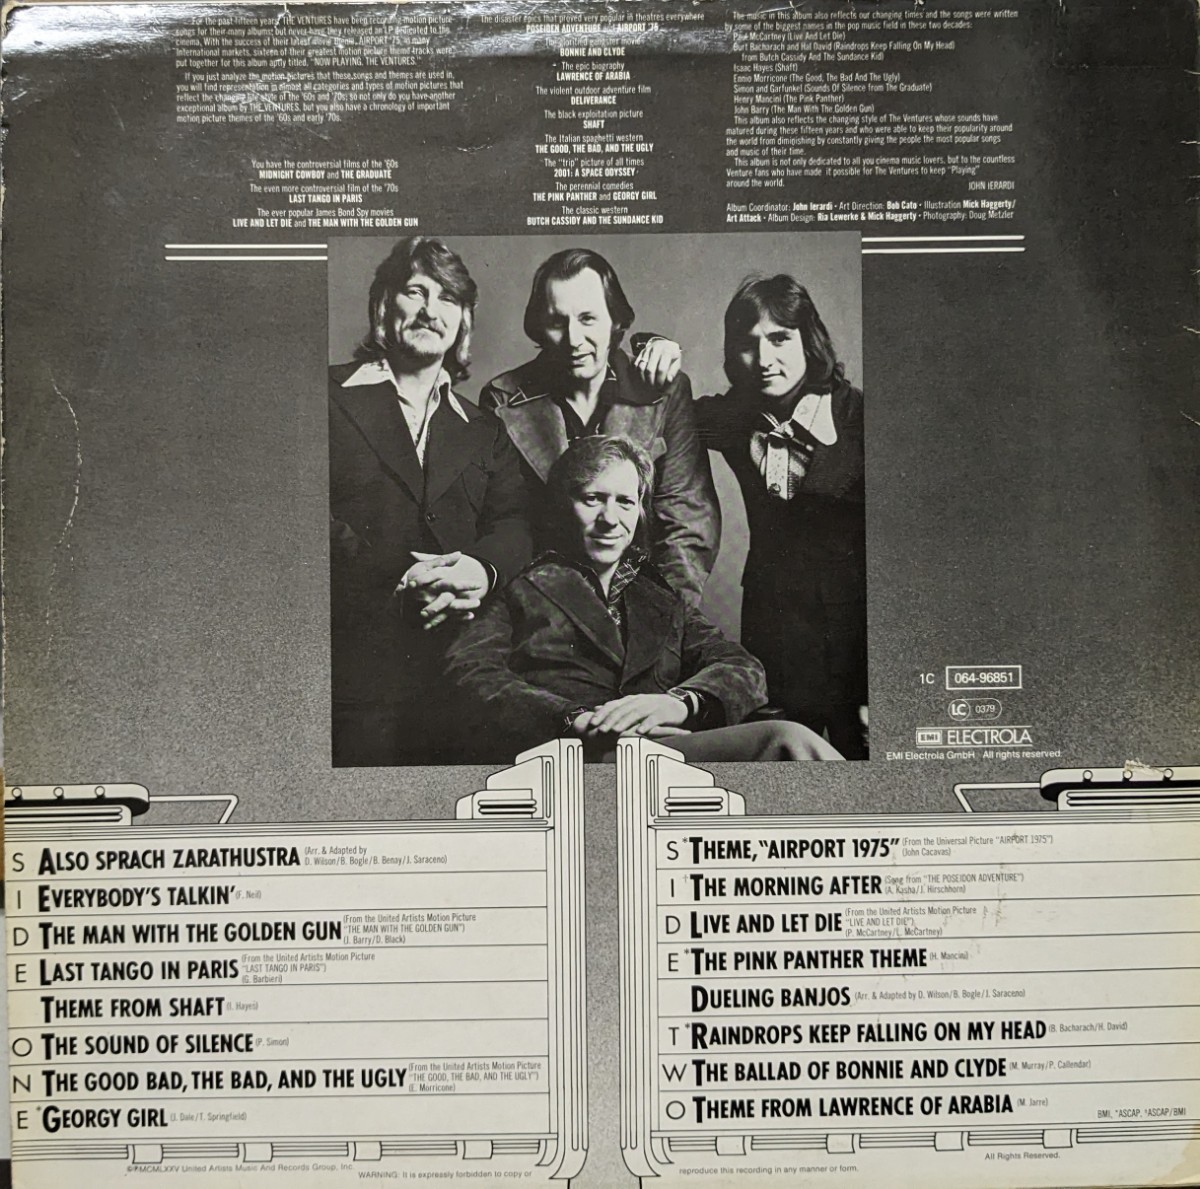 For the past fifteen years, THE VENTURES have been recording motion picture
songs for their many albums; but never have they released an LP dedicated to the
cinema. With the success of their latest movie theme, AIRPORT '75, in many
international markets, sixteen of their greatest motion picture theme tracks were
put together for this album aptly titled, "NOW PLAYING, THE VENTURES."
If you just analyze the motion pictures that these songs and themes are used in,
you will find representation in almost all categories and types of motion pictures that
reflect the changing life style of the '60s and '70s; so not only do you have another
exceptional album by THE VENTURES, but you also have a chronology of important
motion picture themes of the '60s and early '70s.
You have the controversial films of the '60s
MIDNIGHT COWBOY and THE GRADUATE
The even more controversial film of the '70s
LAST TANGO IN PARIS
The ever popular James Bond Spy movies
LIVE AND LET DIE and THE MAN WITH THE GOLDEN GUN
The disaster epics that proved very popular in theatres everywhere
POSEIDEN ADVENTURE and AIRPORT '75
The glorified gangster movie
BONNIE AND CLYDE
The epic biography
LAWRENCE OF ARABIA
The violent outdoor adventure film
DELIVERANCE
The black exploitation picture
SHAFT
The Italian spaghetti western
THE GOOD, THE BAD, AND THE UGLY
The "trip" picture of all times
2001: A SPACE ODYSSEY
The perennial comedies
THE PINK PANTHER and GEORGY GIRL
The classic western
BUTCH CASSIDY AND THE SUNDANCE KID
The music in this album also reflects our changing times and the songs were written
by some of the biggest names in the pop music field in these two decades:
Paul McCartney (Live And Let Die)
Burt Bacharach and Hal David (Raindrops Keep Falling On My Head)
from Butch Cassidy And The Sundance Kid)
Isaac Hayes (Shaft)
Ennio Morricone (The Good, The Bad And The Ugly)
Simon and Garfunkel (Sounds Of Silence from The Graduate)
Henry Mancini (The Pink Panther)
John Barry (The Man With The Golden Gun)
This album also reflects the changing style of The Ventures whose sounds have
matured during these fifteen years and who were able to keep their popularity around
the world from diminishing by constantly giving the people the most popular songs
and music of their time.
This album is not only dedicated to all you cinema music lovers, but to the countless
Venture fans who have made it possible for The Ventures to keep "Playing"
around the world.
JOHN IERARDI
Album Coordinator: John Ierardi • Art Direction: Bob Cato • Illustration Mick Haggerty/
Art Attack • Album Design: Ria Lewerke & Mick Haggerty • Photography: Doug Metzler
1C 064-96851
LC 0379
EMI ELECTROLA
EMI Electrola GmbH · All rights reserved
SIDE ONE
ALSO SPRACH ZARATHUSTRA (Arr. & Adapted by
D. Wilson/B. Bogle/B. Benay/J. Saraceno)
EVERYBODY'S TALKIN' (F. Neil)
THE MAN WITH THE GOLDEN GUN (From the United Artists Motion Picture
"THE MAN WITH THE GOLDEN GUN")
(J. Barry/D. Black)
LAST TANGO IN PARIS (From the United Artists Motion Picture
"LAST TANGO IN PARIS")
(G. Barbieri)
THEME FROM SHAFT (I. Hayes)
THE SOUND OF SILENCE (P. Simon)
THE GOOD BAD, THE BAD, AND THE UGLY (From the United Artists Motion Picture
"THE GOOD, THE BAD, AND THE UGLY")
(E. Morricone)
*GEORGY GIRL (J. Dale/T. Springfield)
SIDE TWO
*THEME, "AIRPORT 1975" (From the Universal Picture "AIRPORT 1975")
(John Cacavas)
†THE MORNING AFTER (Song from "THE POSEIDON ADVENTURE")
(A. Kasha/J. Hirschhorn)
LIVE AND LET DIE (From the United Artists Motion Picture
"LIVE AND LET DIE")
(P. McCartney/L. McCartney)
*THE PINK PANTHER THEME (H. Mancini)
DUELING BANJOS (Arr. & Adapted by D. Wilson/B. Bogle/J. Saraceno)
*RAINDROPS KEEP FALLING ON MY HEAD (B. Bacharach/H. David)
THE BALLAD OF BONNIE AND CLYDE (M. Murray/P. Callendar)
THEME FROM LAWRENCE OF ARABIA (M. Jarre)
BMI, *ASCAP, †ASCAP/BMI
©℗MCMLXXV United Artists Music And Records Group, Inc.
All Rights Reserved.
WARNING: It is expressly forbidden to copy or reproduce this recording in any manner or form.